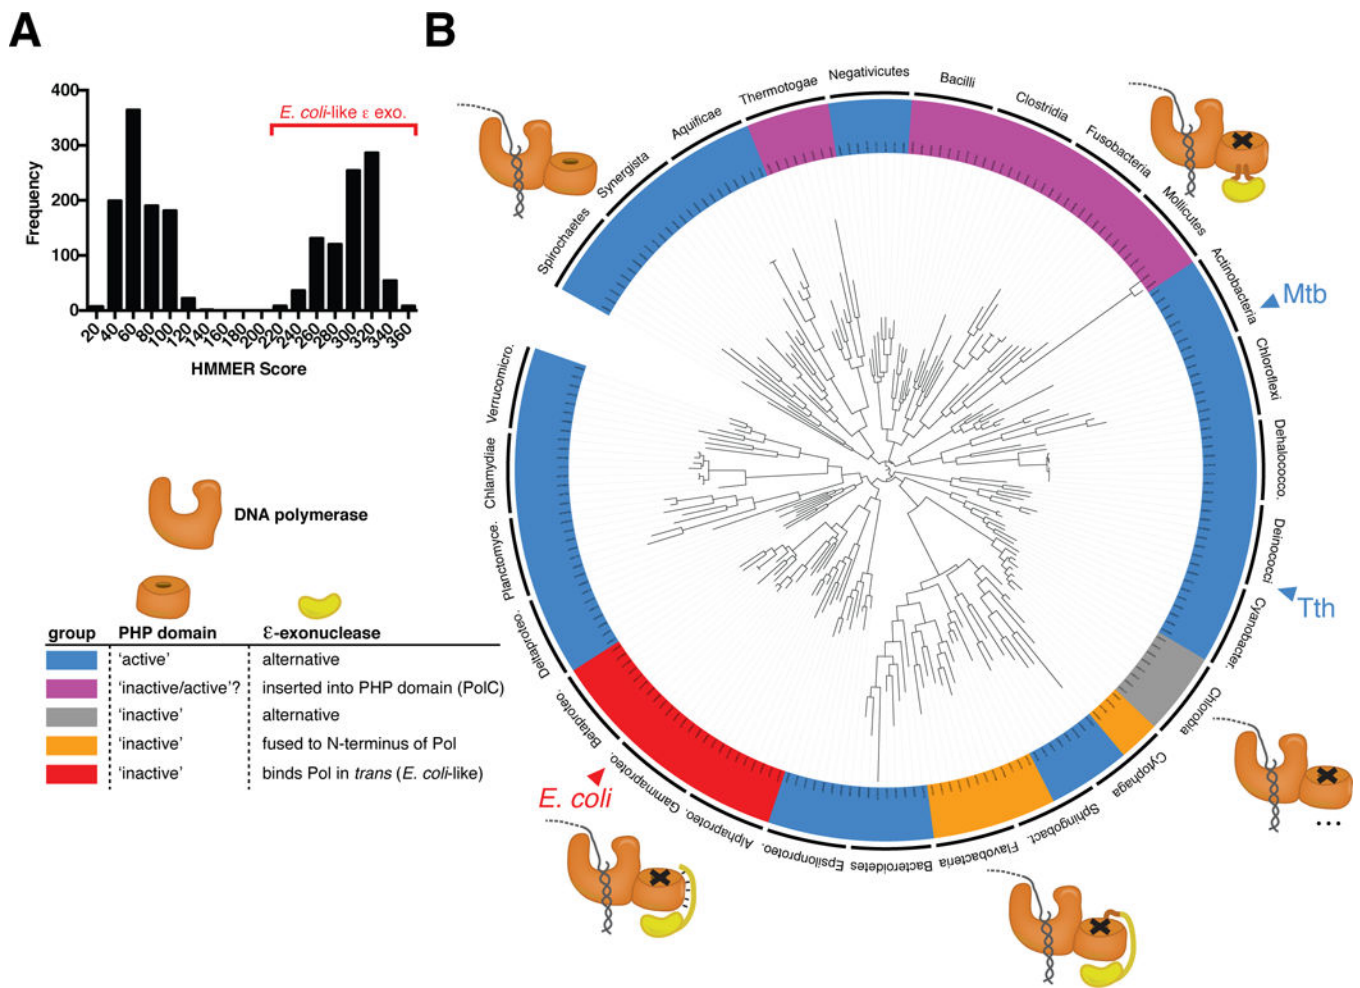 A
B
400
300
200
100
0
Frequency
E. coli-like ε exo.
20
40
60
80
100
120
140
160
180
200
220
240
260
280
300
320
340
360
HMMER Score
DNA polymerase
group PHP domain Ɛ-exonuclease
‘active’ alternative
‘inactive/active’? inserted into PHP domain (PolC)
‘inactive’ alternative
‘inactive’ fused to N-terminus of Pol
‘inactive’ binds Pol in trans (E. coli-like)
Spirochaetes
Synergista
Aquificae
Thermotogae
Negativicutes
Bacilli
Clostridia
Fusobacteria
Mollicutes
Actinobacteria
Mtb
Chloroflexi
Dehalococco.
Deinococci
Tth
Cyanobacter.
Chlorobia
Cytophaga
Sphingobact.
Flavobacteria
Bacteroidetes
Epsilonproteo.
Alphaproteo.
Gammaproteo.
Betaproteo.
E. coli
Deltaproteo.
Planctomyce.
Chlamydiae
Verrucomicro.
...